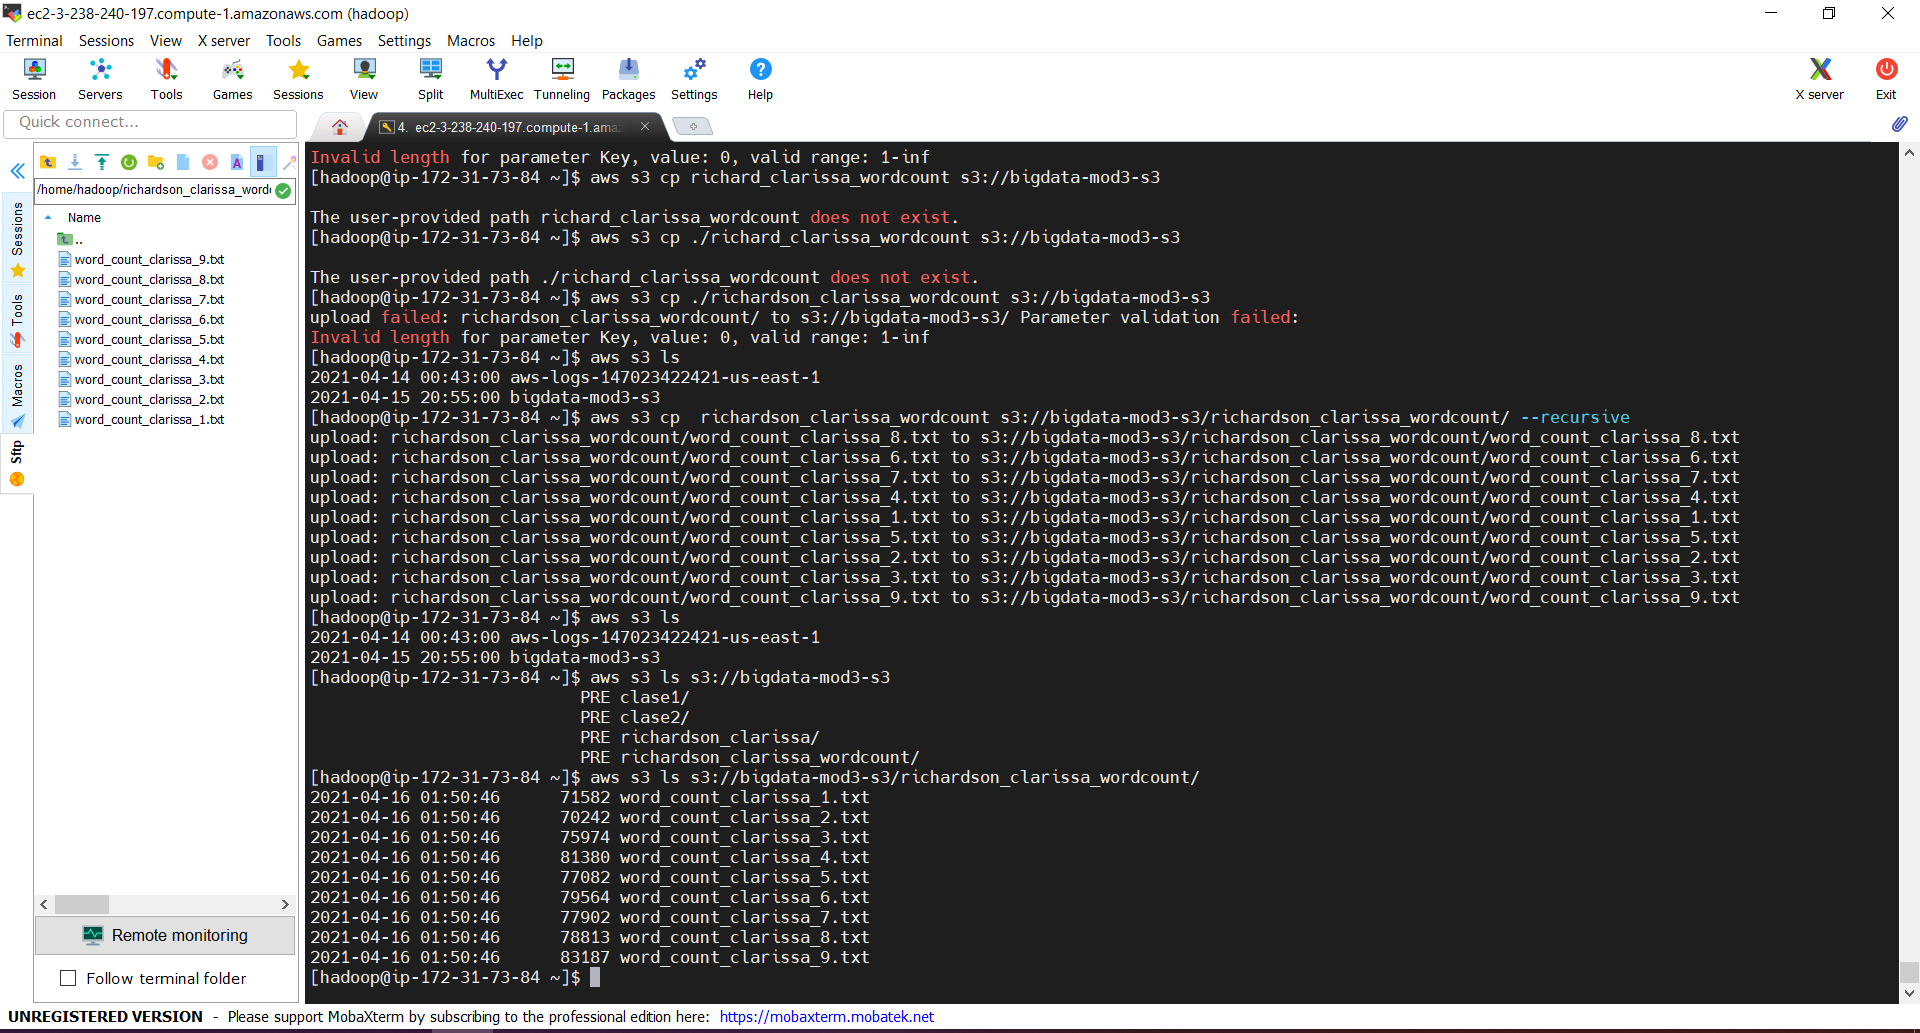 ec2-3-238-240-197.compute-1.amazonaws.com (hadoop)
Terminal Sessions View X server Tools Games Settings Macros Help
Session Servers Tools Games Sessions View Split MultiExec Tunneling Packages Settings Help X server Exit
Quick connect...
4. ec2-3-238-240-197.compute-1.ama
/home/hadoop/richardson_clarissa_word
Name
..
word_count_clarissa_9.txt
word_count_clarissa_8.txt
word_count_clarissa_7.txt
word_count_clarissa_6.txt
word_count_clarissa_5.txt
word_count_clarissa_4.txt
word_count_clarissa_3.txt
word_count_clarissa_2.txt
word_count_clarissa_1.txt
Sessions
Tools
Macros
Sftp
Remote monitoring
Follow terminal folder
Invalid length for parameter Key, value: 0, valid range: 1-inf
[hadoop@ip-172-31-73-84 ~]$ aws s3 cp richard_clarissa_wordcount s3://bigdata-mod3-s3
The user-provided path richard_clarissa_wordcount does not exist.
[hadoop@ip-172-31-73-84 ~]$ aws s3 cp ./richard_clarissa_wordcount s3://bigdata-mod3-s3
The user-provided path ./richard_clarissa_wordcount does not exist.
[hadoop@ip-172-31-73-84 ~]$ aws s3 cp ./richardson_clarissa_wordcount s3://bigdata-mod3-s3
upload failed: richardson_clarissa_wordcount/ to s3://bigdata-mod3-s3/ Parameter validation failed:
Invalid length for parameter Key, value: 0, valid range: 1-inf
[hadoop@ip-172-31-73-84 ~]$ aws s3 ls
2021-04-14 00:43:00 aws-logs-147023422421-us-east-1
2021-04-15 20:55:00 bigdata-mod3-s3
[hadoop@ip-172-31-73-84 ~]$ aws s3 cp  richardson_clarissa_wordcount s3://bigdata-mod3-s3/richardson_clarissa_wordcount/ --recursive
upload: richardson_clarissa_wordcount/word_count_clarissa_8.txt to s3://bigdata-mod3-s3/richardson_clarissa_wordcount/word_count_clarissa_8.txt
upload: richardson_clarissa_wordcount/word_count_clarissa_6.txt to s3://bigdata-mod3-s3/richardson_clarissa_wordcount/word_count_clarissa_6.txt
upload: richardson_clarissa_wordcount/word_count_clarissa_7.txt to s3://bigdata-mod3-s3/richardson_clarissa_wordcount/word_count_clarissa_7.txt
upload: richardson_clarissa_wordcount/word_count_clarissa_4.txt to s3://bigdata-mod3-s3/richardson_clarissa_wordcount/word_count_clarissa_4.txt
upload: richardson_clarissa_wordcount/word_count_clarissa_1.txt to s3://bigdata-mod3-s3/richardson_clarissa_wordcount/word_count_clarissa_1.txt
upload: richardson_clarissa_wordcount/word_count_clarissa_5.txt to s3://bigdata-mod3-s3/richardson_clarissa_wordcount/word_count_clarissa_5.txt
upload: richardson_clarissa_wordcount/word_count_clarissa_2.txt to s3://bigdata-mod3-s3/richardson_clarissa_wordcount/word_count_clarissa_2.txt
upload: richardson_clarissa_wordcount/word_count_clarissa_3.txt to s3://bigdata-mod3-s3/richardson_clarissa_wordcount/word_count_clarissa_3.txt
upload: richardson_clarissa_wordcount/word_count_clarissa_9.txt to s3://bigdata-mod3-s3/richardson_clarissa_wordcount/word_count_clarissa_9.txt
[hadoop@ip-172-31-73-84 ~]$ aws s3 ls
2021-04-14 00:43:00 aws-logs-147023422421-us-east-1
2021-04-15 20:55:00 bigdata-mod3-s3
[hadoop@ip-172-31-73-84 ~]$ aws s3 ls s3://bigdata-mod3-s3
PRE clase1/
PRE clase2/
PRE richardson_clarissa/
PRE richardson_clarissa_wordcount/
[hadoop@ip-172-31-73-84 ~]$ aws s3 ls s3://bigdata-mod3-s3/richardson_clarissa_wordcount/
2021-04-16 01:50:46 71582 word_count_clarissa_1.txt
2021-04-16 01:50:46 70242 word_count_clarissa_2.txt
2021-04-16 01:50:46 75974 word_count_clarissa_3.txt
2021-04-16 01:50:46 81380 word_count_clarissa_4.txt
2021-04-16 01:50:46 77082 word_count_clarissa_5.txt
2021-04-16 01:50:46 79564 word_count_clarissa_6.txt
2021-04-16 01:50:46 77902 word_count_clarissa_7.txt
2021-04-16 01:50:46 78813 word_count_clarissa_8.txt
2021-04-16 01:50:46 83187 word_count_clarissa_9.txt
[hadoop@ip-172-31-73-84 ~]$
UNREGISTERED VERSION - Please support MobaXterm by subscribing to the professional edition here: https://mobaxterm.mobatek.net